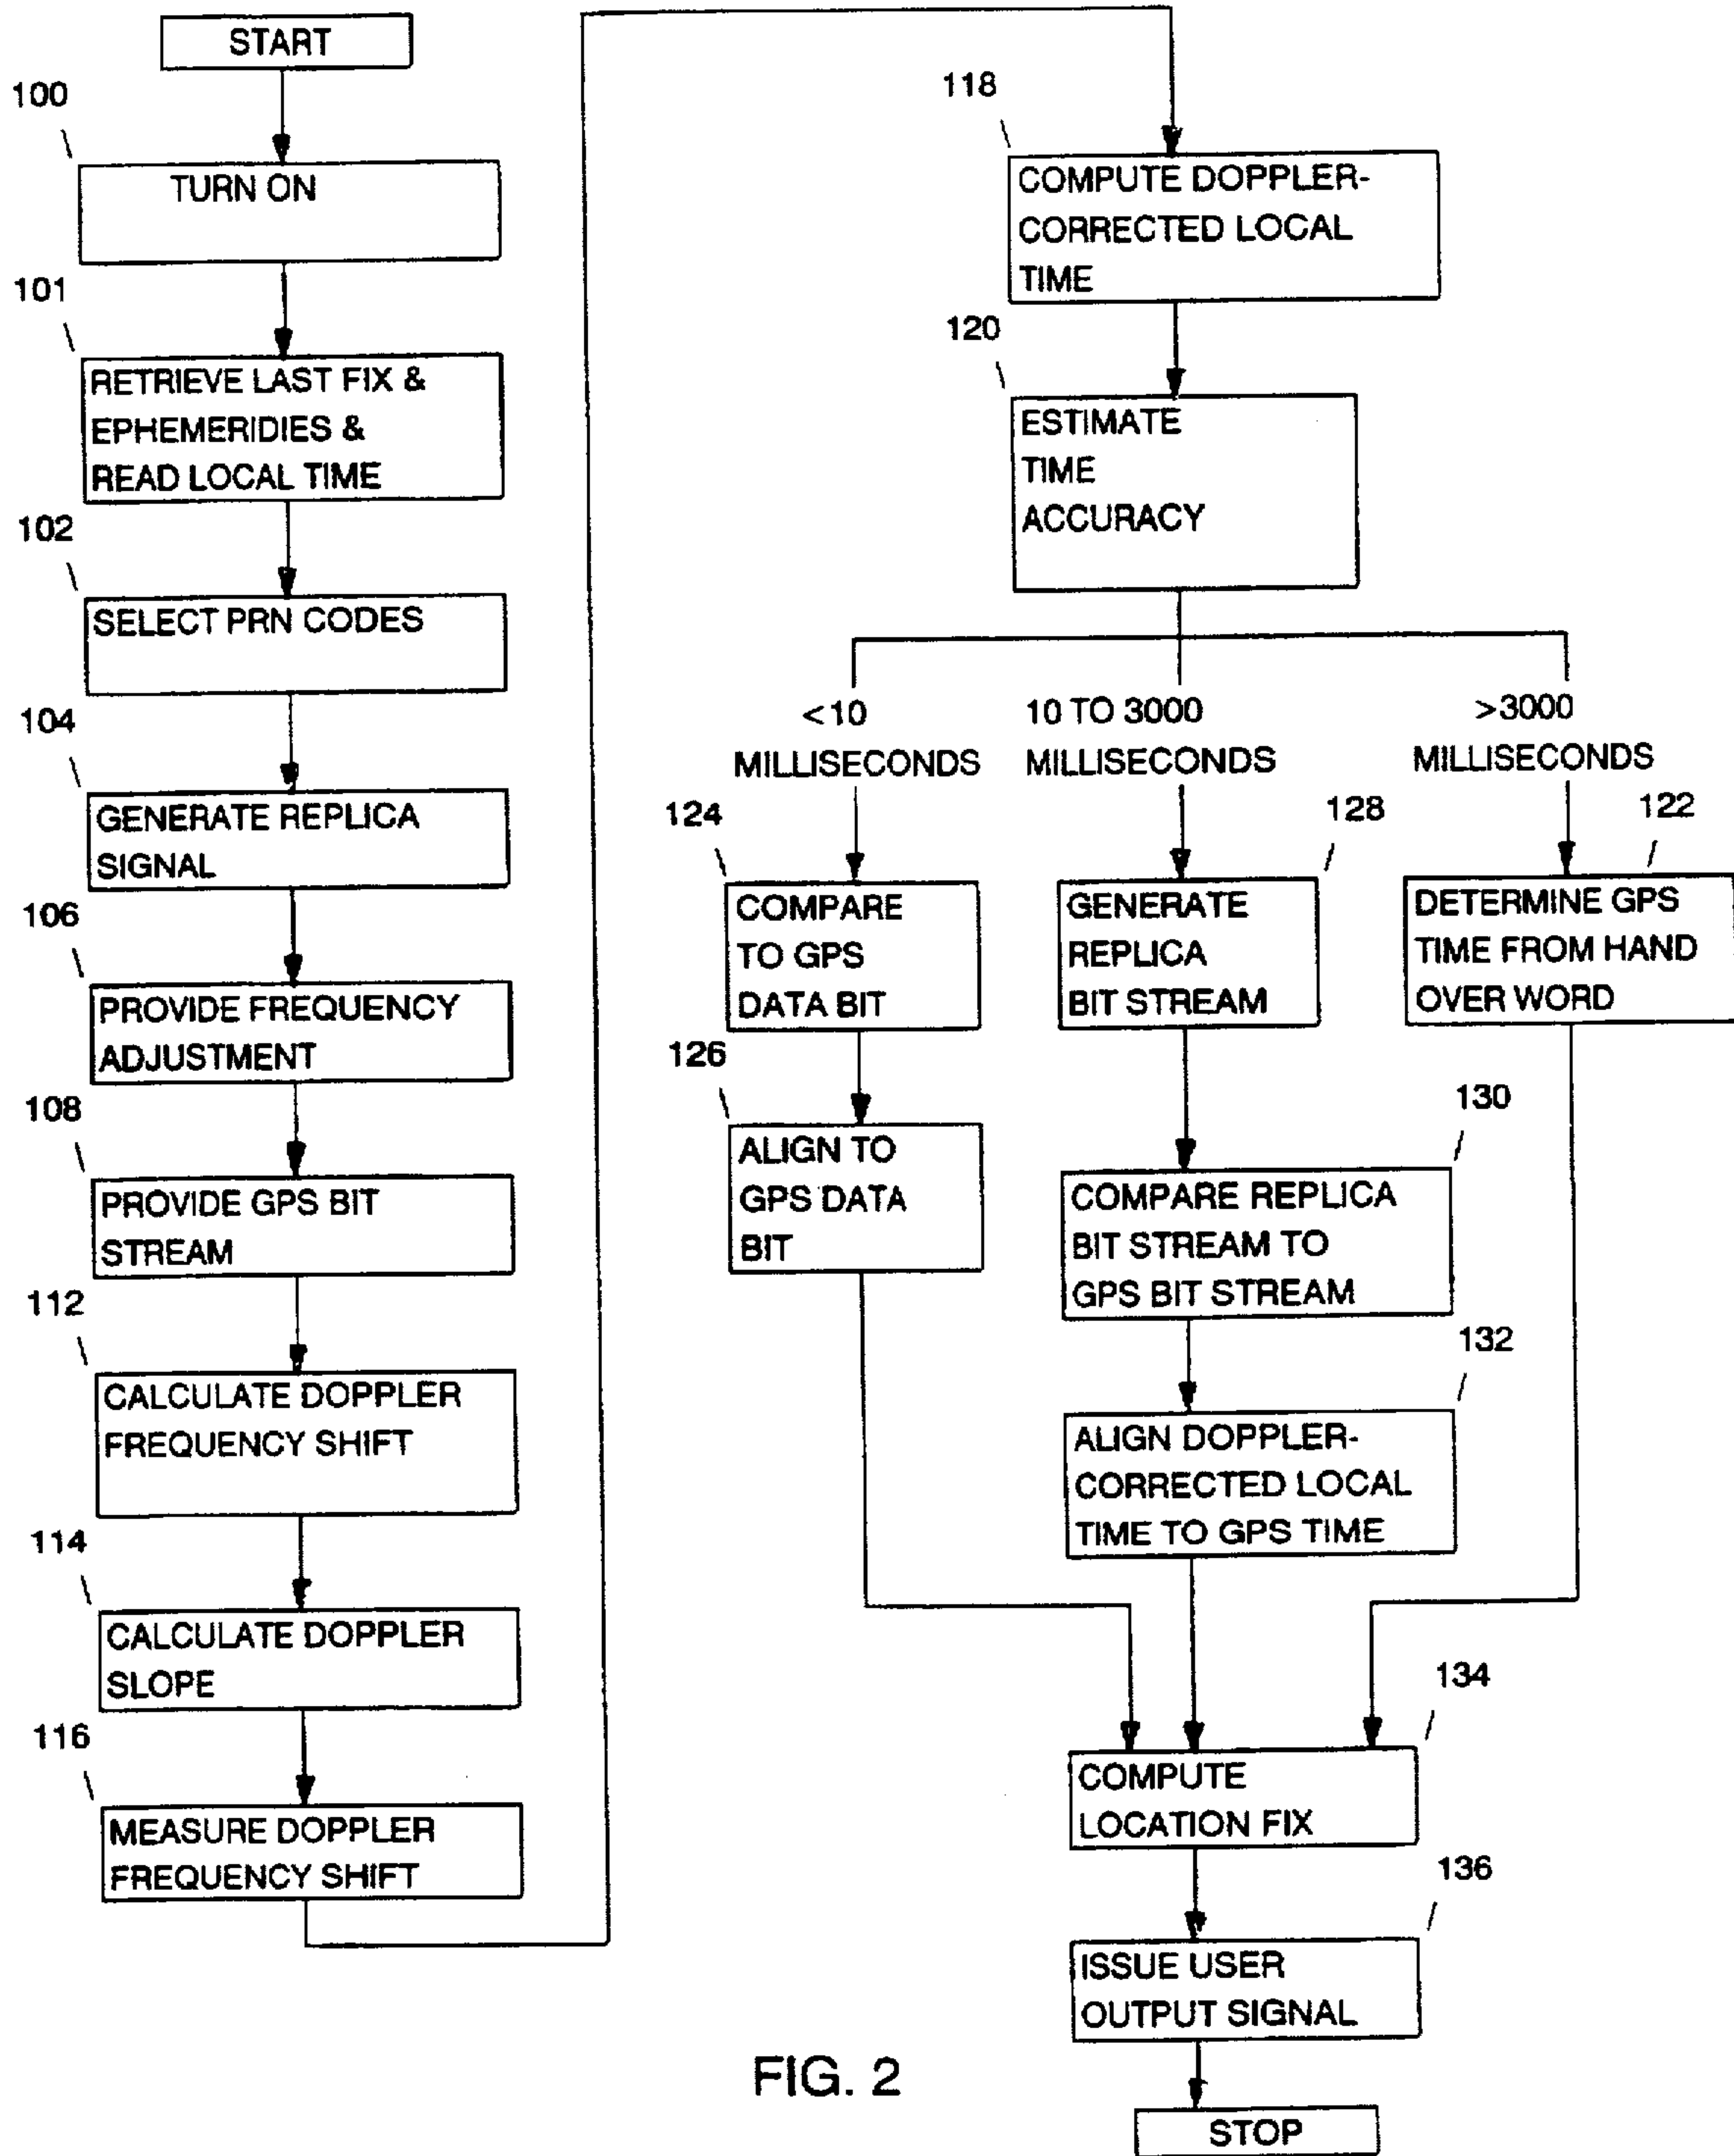 START
100
TURN ON
101
RETRIEVE LAST FIX &
EPHEMERIDIES &
READ LOCAL TIME
102
SELECT PRN CODES
104
GENERATE REPLICA
SIGNAL
106
PROVIDE FREQUENCY
ADJUSTMENT
108
PROVIDE GPS BIT
STREAM
112
CALCULATE DOPPLER
FREQUENCY SHIFT
114
CALCULATE DOPPLER
SLOPE
116
MEASURE DOPPLER
FREQUENCY SHIFT
118
COMPUTE DOPPLER-
CORRECTED LOCAL
TIME
120
ESTIMATE
TIME
ACCURACY
<10
MILLISECONDS
10 TO 3000
MILLISECONDS
>3000
MILLISECONDS
124
COMPARE
TO GPS
DATA BIT
126
ALIGN TO
GPS DATA
BIT
128
GENERATE
REPLICA
BIT STREAM
122
DETERMINE GPS
TIME FROM HAND
OVER WORD
130
COMPARE REPLICA
BIT STREAM TO
GPS BIT STREAM
132
ALIGN DOPPLER-
CORRECTED LOCAL
TIME TO GPS TIME
134
COMPUTE
LOCATION FIX
136
ISSUE USER
OUTPUT SIGNAL
STOP
FIG. 2